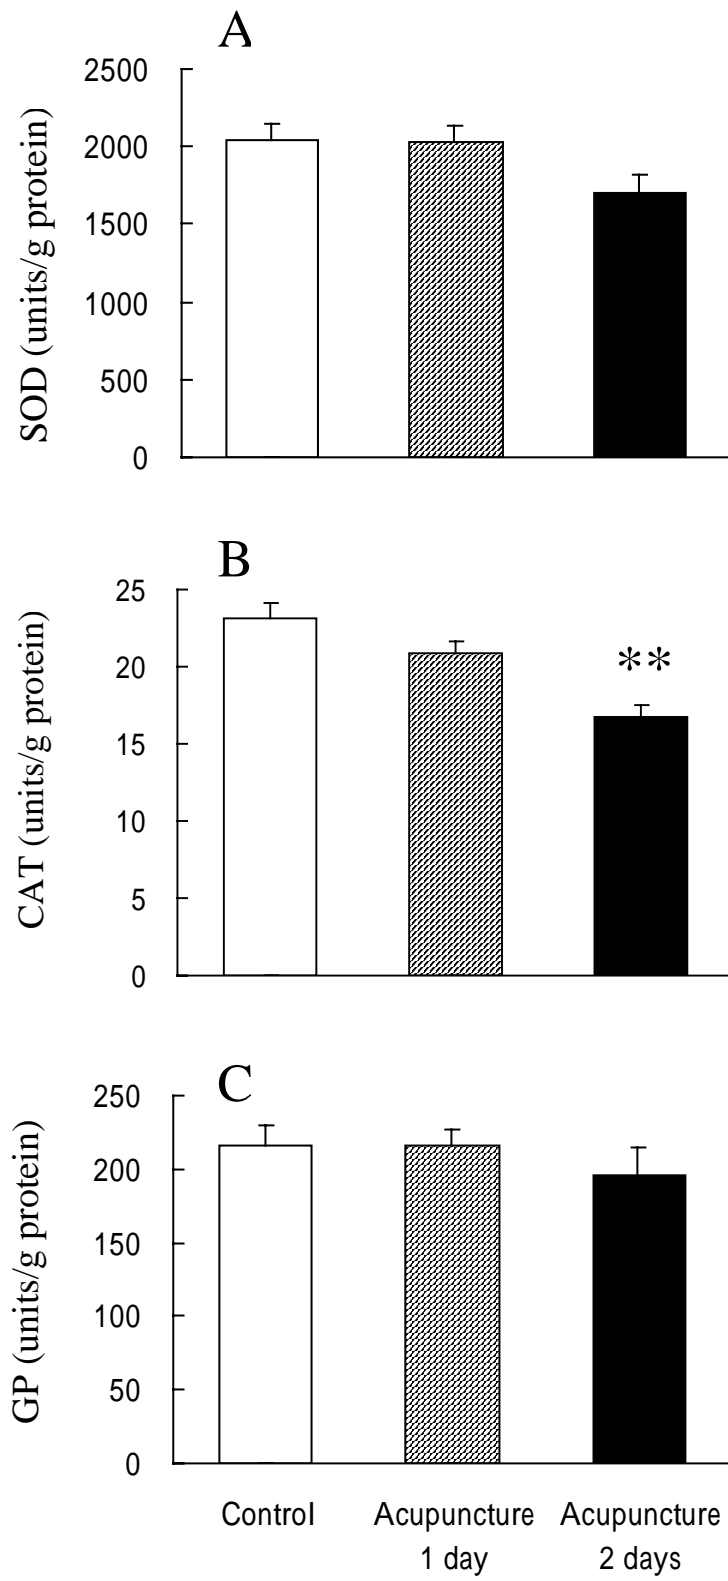 A
SOD (units/g protein)
2500
2000
1500
1000
500
0
B
CAT (units/g protein)
25
20
15
10
5
0
**
C
GP (units/g protein)
250
200
150
100
50
0
Control
Acupuncture
1 day
Acupuncture
2 days